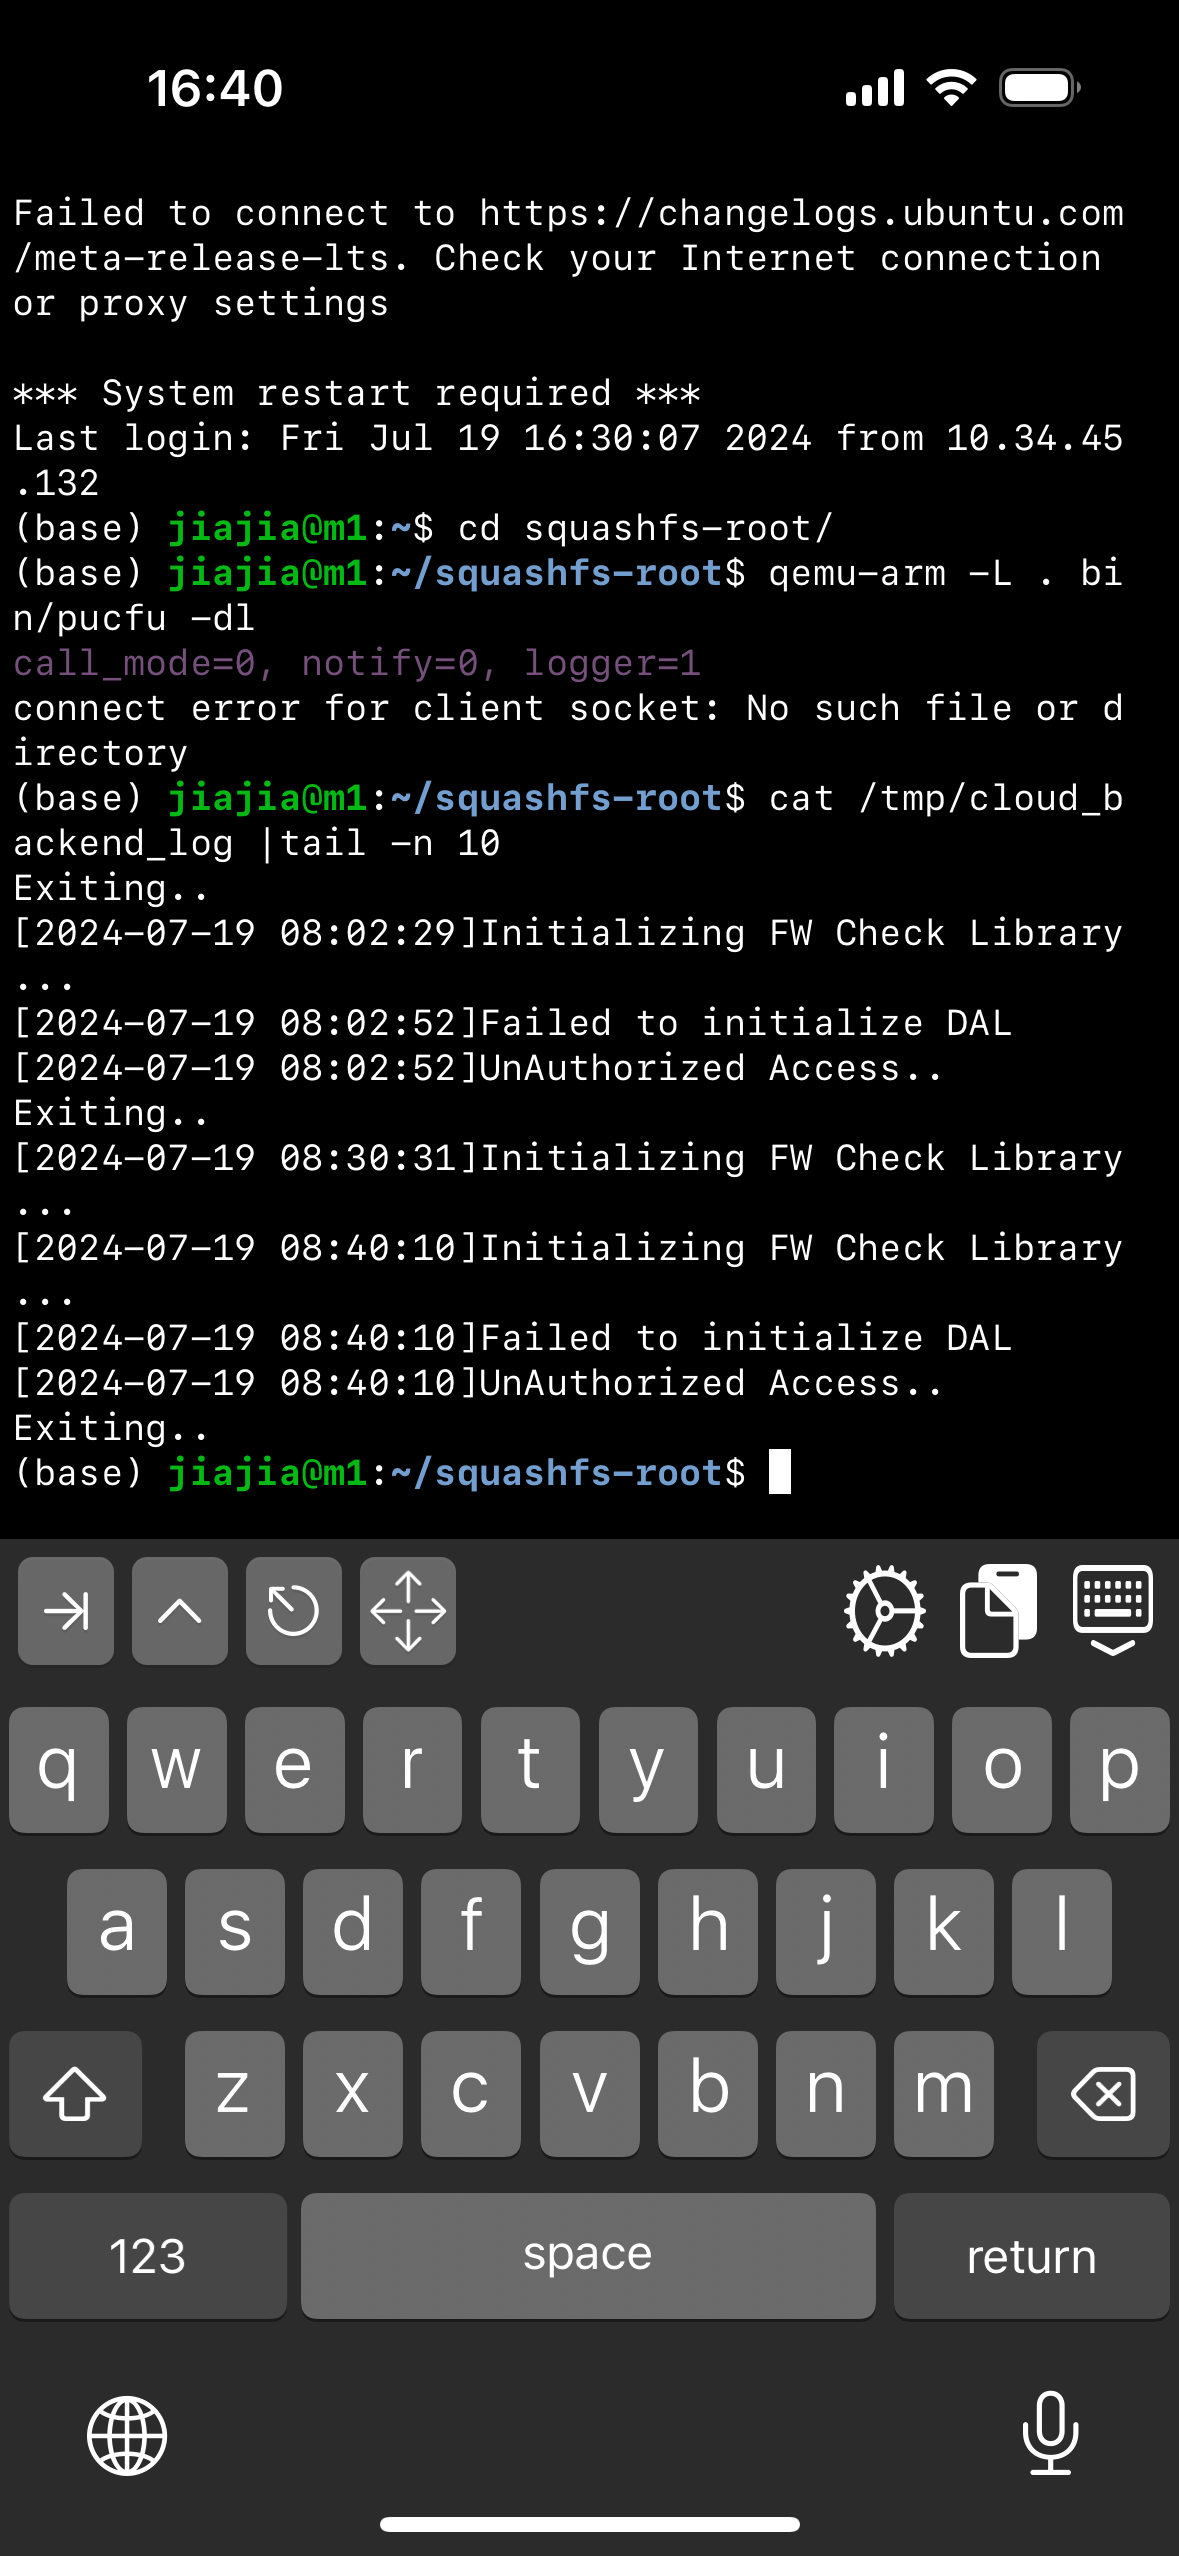 16:40
Failed to connect to https://changelogs.ubuntu.com
/meta-release-lts. Check your Internet connection
or proxy settings
*** System restart required ***
Last login: Fri Jul 19 16:30:07 2024 from 10.34.45
.132
(base) jiajia@m1:~$ cd squashfs-root/
(base) jiajia@m1:~/squashfs-root$ qemu-arm -L . bi
n/pucfu -dl
call_mode=0, notify=0, logger=1
connect error for client socket: No such file or d
irectory
(base) jiajia@m1:~/squashfs-root$ cat /tmp/cloud_b
ackend_log |tail -n 10
Exiting..
[2024-07-19 08:02:29]Initializing FW Check Library
...
[2024-07-19 08:02:52]Failed to initialize DAL
[2024-07-19 08:02:52]UnAuthorized Access..
Exiting..
[2024-07-19 08:30:31]Initializing FW Check Library
...
[2024-07-19 08:40:10]Initializing FW Check Library
...
[2024-07-19 08:40:10]Failed to initialize DAL
[2024-07-19 08:40:10]UnAuthorized Access..
Exiting..
(base) jiajia@m1:~/squashfs-root$
q w e r t y u i o p
a s d f g h j k l
z x c v b n m
123 space return